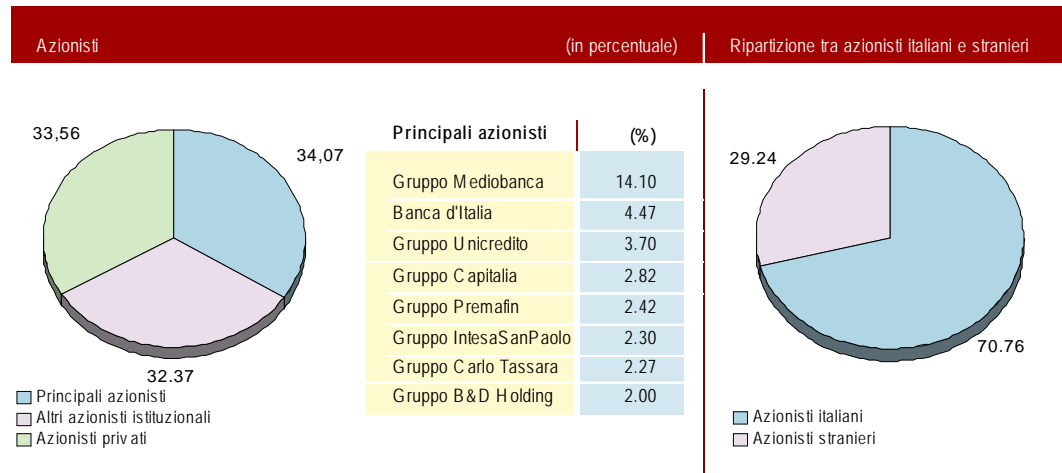 Azionisti (in percentuale)
33,56
34,07
32.37
Principali azionisti
Altri azionisti istituzionali
Azionisti privati
Principali azionisti (%)
Gruppo Mediobanca 14.10
Banca d'Italia 4.47
Gruppo Unicredito 3.70
Gruppo Capitalia 2.82
Gruppo Premafin 2.42
Gruppo IntesaSanPaolo 2.30
Gruppo Carlo Tassara 2.27
Gruppo B&D Holding 2.00
Ripartizione tra azionisti italiani e stranieri
29.24
70.76
Azionisti italiani
Azionisti stranieri